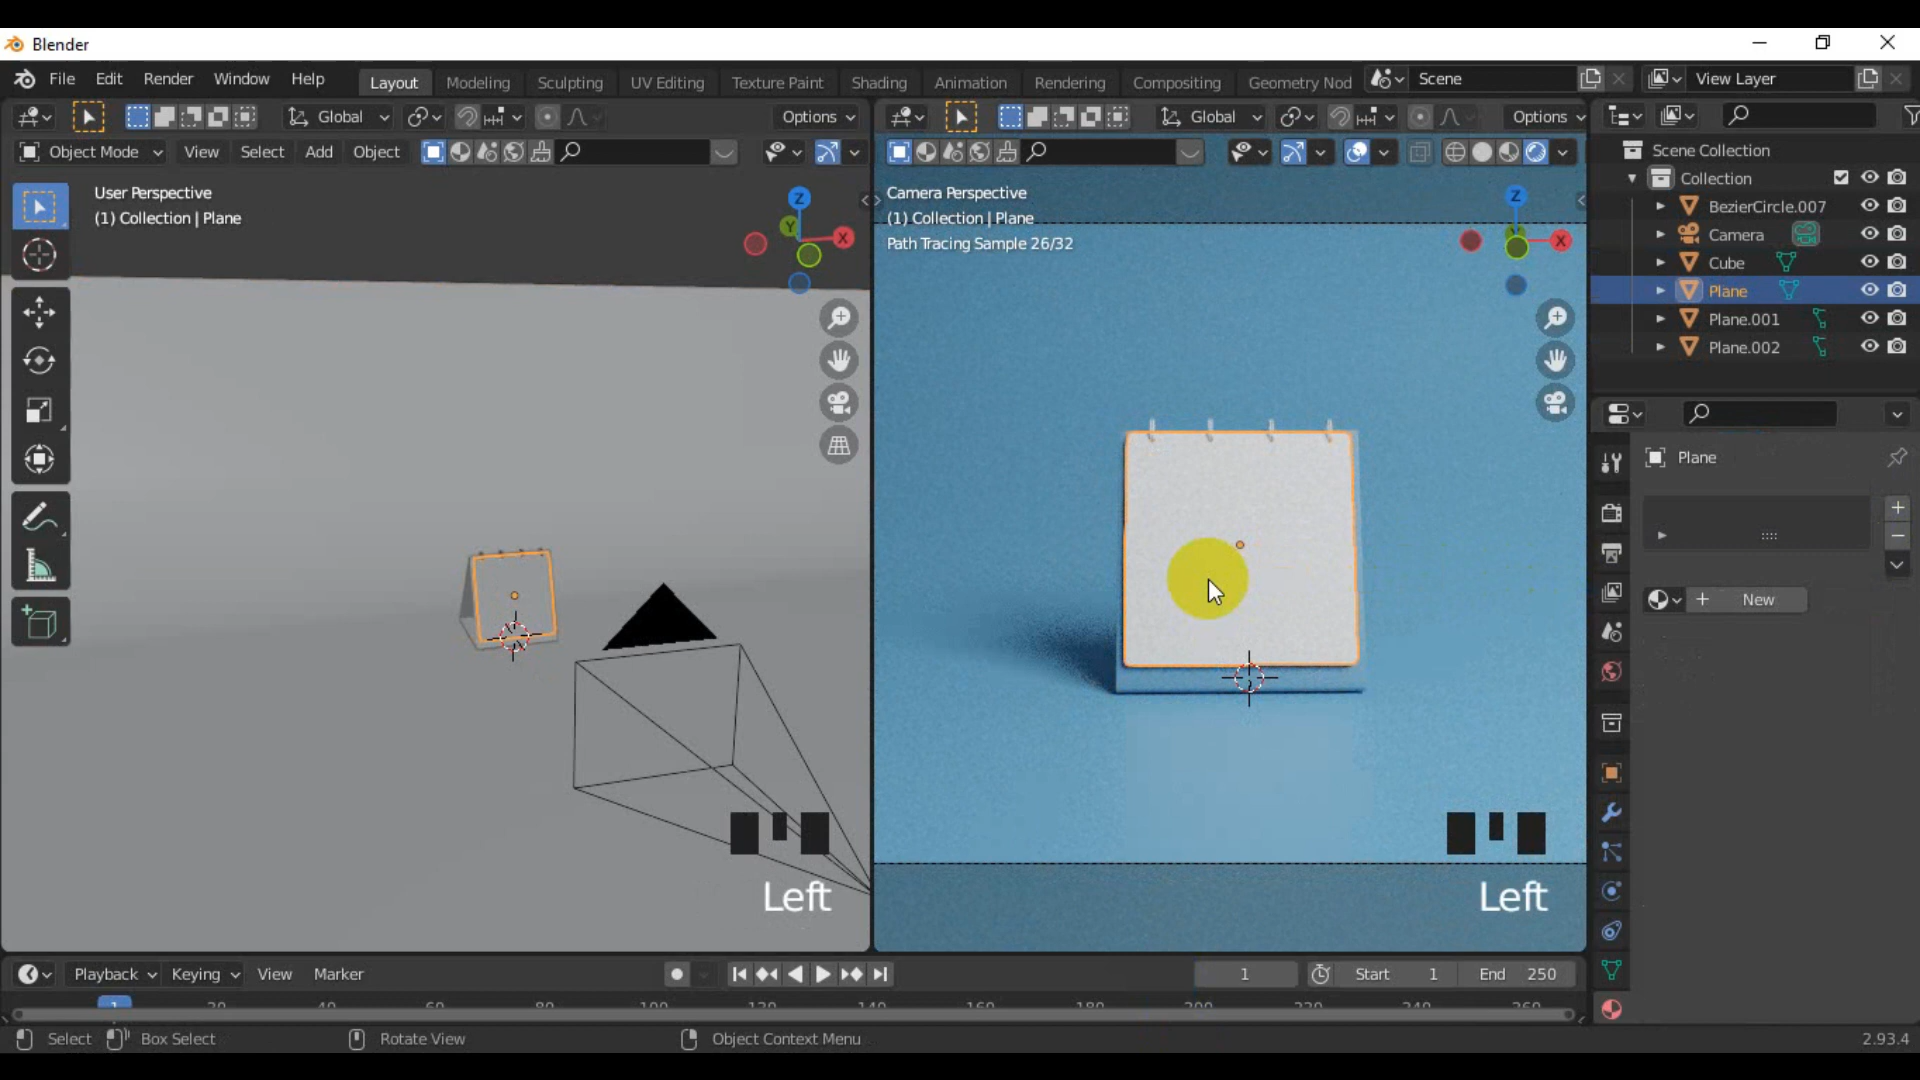 Blender
File Edit Render Window Help Layout Modeling Sculpting UV Editing Texture Paint Shading Animation Rendering Compositing Geometry Nod Scene View Layer
Global Options Global Options
Object Mode View Select Add Object
Scene Collection
Collection
BezierCircle.007
Camera
Cube
Plane
Plane.001
Plane.002
User Perspective
(1) Collection | Plane
Z
Y
X
Camera Perspective
(1) Collection | Plane
Path Tracing Sample 26/32
Z
X
Plane
New
Left Left
Playback Keying View Marker 1 Start 1 End 250
1
Select Box Select Rotate View Object Context Menu 2.93.4